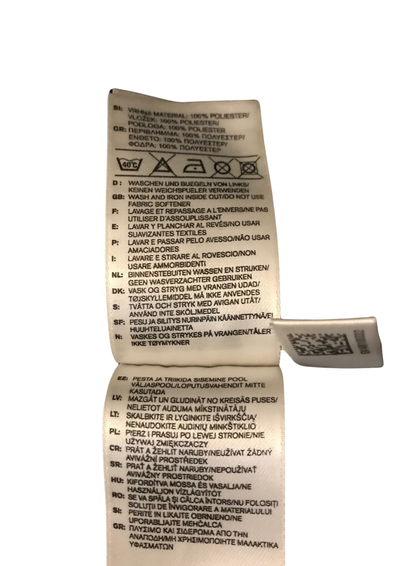 SI: VRHNJI MATERIAL: 100% POLIESTER/
VLOŽEK: 100% POLIESTER/
PODLOGA: 100% POLIESTER
GR: ΠΕΡΙΒΛΗΜΜΑ: 100% ΠΟΛΥΕΣΤΕΡ/
ΕΝΘΕΤΟ: 100% ΠΟΛΥΕΣΤΕΡ/
ΦΟΔΡΑ: 100% ΠΟΛΥΕΣΤΕΡ
40°C
D: WASCHEN UND BUEGELN VON LINKS/
KEINEN WEICHSPUELER VERWENDEN
GB: WASH AND IRON INSIDE OUT/DO NOT USE
FABRIC SOFTENER
F: LAVAGE ET REPASSAGE A L'ENVERS/NE PAS
UTILISER D'ASSOUPLISSANT
E: LAVAR Y PLANCHAR AL REVÉS/NO USAR
SUAVIZANTES TEXTILES
P: LAVAR E PASSAR PELO AVESSO/NÃO USAR
AMACIADORES
I: LAVARE E STIRARE AL ROVESCIO/NON
USARE AMMORBIDENTI
NL: BINNENSTEBUITEN WASSEN EN STRIJKEN/
GEEN WASVERZACHTER GEBRUIK
DK: VASK OG STRYG MED VRANGEN UDAD/
TØJSKYLLEMIDDEL MÅ IKKE ANVENDES
S: TVÄTTA OCH STRYK MED AVIGAN UTÅT/
ANVÄND INTE SKÖLJMEDEL
SF: PESU JA SILITYS NURINPÄIN KÄÄNNETTYNÄ/EI
HUUHTELUAINETTA
N: VASKES OG STRYKES PÅ VRANGEN/TÅLER
IKKE TØYMYKNER
EE: PESTA JA TRIIKIDA SISEMINE POOL
VÄLJASPOOL/LOPUTUSVAHENDIT MITTE
KASUTADA
LV: MAZGĀT UN GLUDINĀT NO KREISĀS PUSES/
NELIETOT AUDUMA MĪKSTINĀTĀJU
LT: SKALBKITE IR LYGINKITE IŠVIRKŠČIĄ/
NENAUDOKITE AUDINIŲ MINKŠTIKLIO
PL: PIERZ I PRASUJ PO LEWEJ STRONIE/NIE
UŻYWAJ ZMIĘKCZACZY
CR: PRÁT A ŽEHLIT NARUBY/NEUŽÍVAT ŽÁDNÝ
AVIVÁŽNÍ PROSTŘEDEK
SR: PRAŤ A ŽEHLIŤ NARUBY/NEPOUŽÍVAŤ
AVIVÁŽNY PROSTRIEDOK
HU: KIFORDÍTVA MOSSA ÉS VASALJA/NE
HASZNÁLJON VÍZLÁGYÍTÓT
RO: SE VA SPĂLA ŞI CĂLCA ÎNTORS/NU FOLOSIŢI
SOLUŢII DE ÎNVIGORARE A MATERIALULUI
SI: PERITE IN LIKAJTE OBRNJENO/NE
UPORABLJAJTE MEHČALCA
GR: ΠΛΥΣΙΜΟ ΚΑΙ ΣΙΔΕΡΩΜΑ ΑΠΟ ΤΗΝ
ΑΝΑΠΟΔΗ/ΜΗ ΧΡΗΣΙΜΟΠΟΙΗΤΕ ΜΑΛΑΚΤΙΚΑ
ΥΦΑΣΜΑΤΩΝ